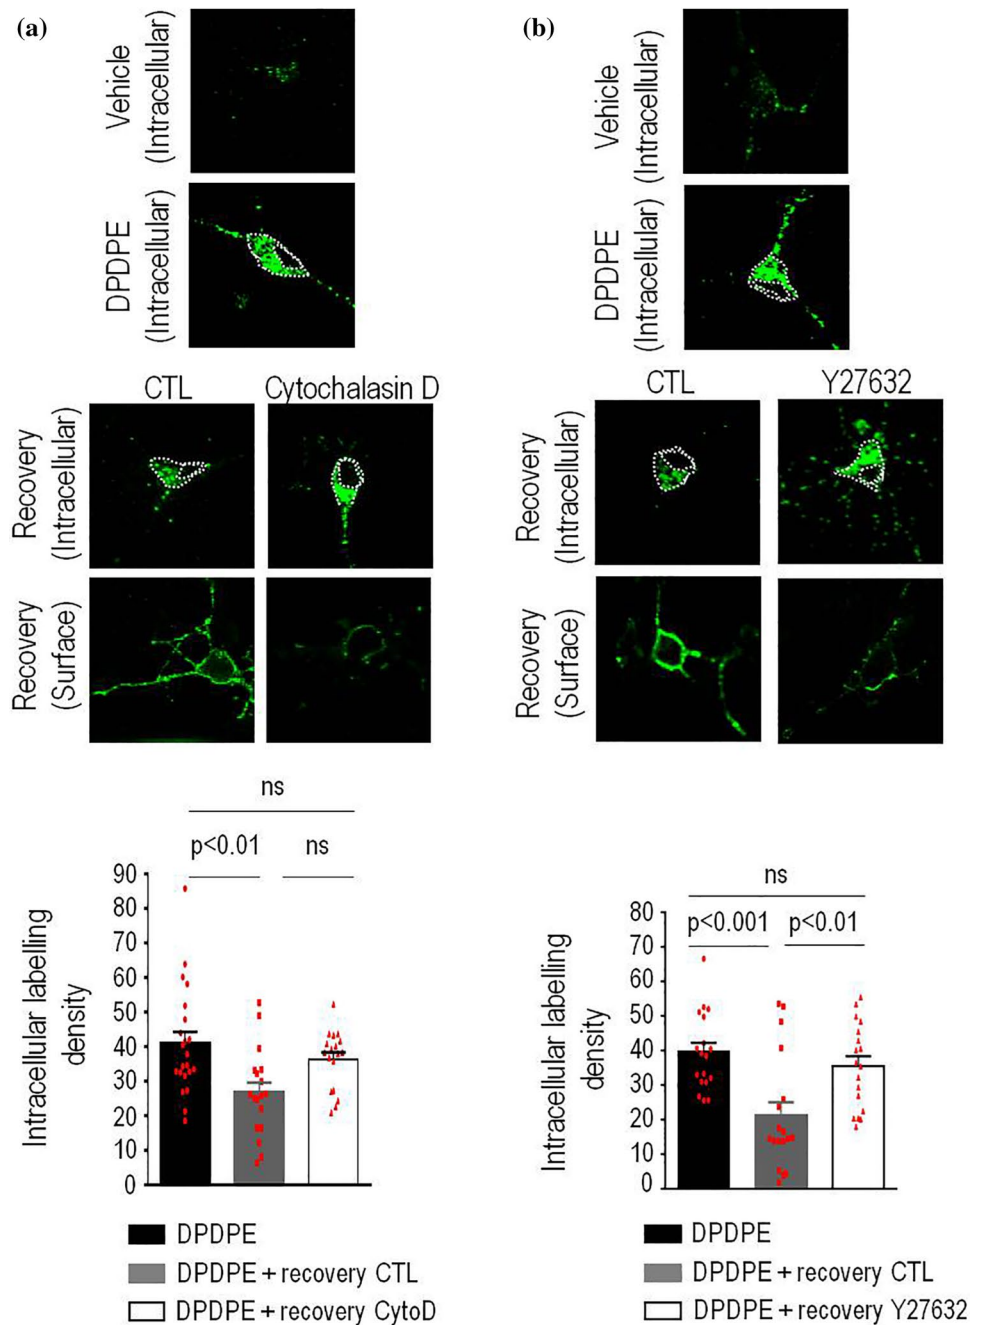 (a)
Vehicle
(Intracellular)
DPDPE
(Intracellular)
CTL
Cytochalasin D
Recovery
(Intracellular)
Recovery
(Surface)
ns
p<0.01
ns
90
80
70
60
50
40
30
20
10
0
Intracellular labelling
density
DPDPE
DPDPE + recovery CTL
DPDPE + recovery CytoD
(b)
Vehicle
(Intracellular)
DPDPE
(Intracellular)
CTL
Y27632
Recovery
(Intracellular)
Recovery
(Surface)
ns
p<0.001
p<0.01
80
70
60
50
40
30
20
10
0
Intracellular labelling
density
DPDPE
DPDPE + recovery CTL
DPDPE + recovery Y27632